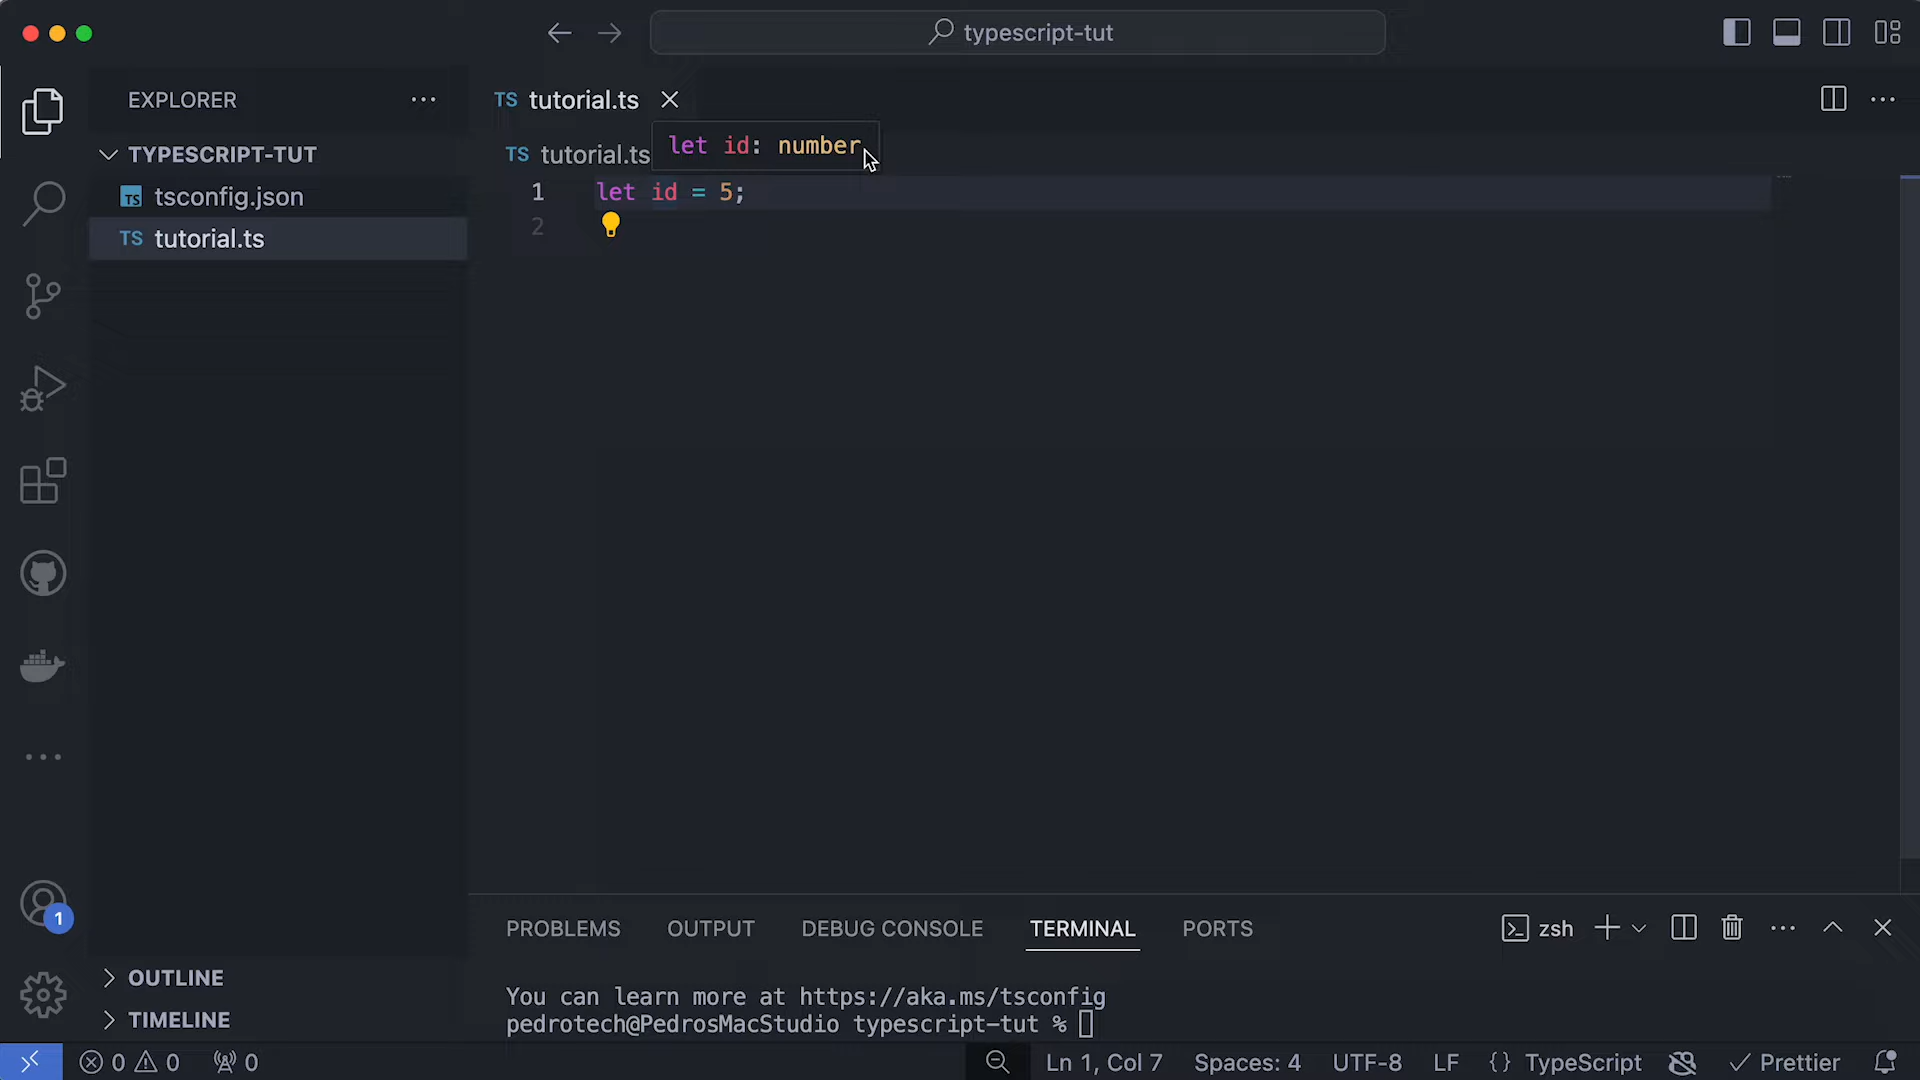 typescript-tut
EXPLORER
TYPESCRIPT-TUT
TS tsconfig.json
TS tutorial.ts
OUTLINE
TIMELINE
TS tutorial.ts
TS tutorial.ts
let id: number
1 let id = 5;
2
PROBLEMS OUTPUT DEBUG CONSOLE TERMINAL PORTS zsh
You can learn more at https://aka.ms/tsconfig
pedrotech@PedrosMacStudio typescript-tut %
1
0 0 0 Ln 1, Col 7 Spaces: 4 UTF-8 LF {} TypeScript Prettier